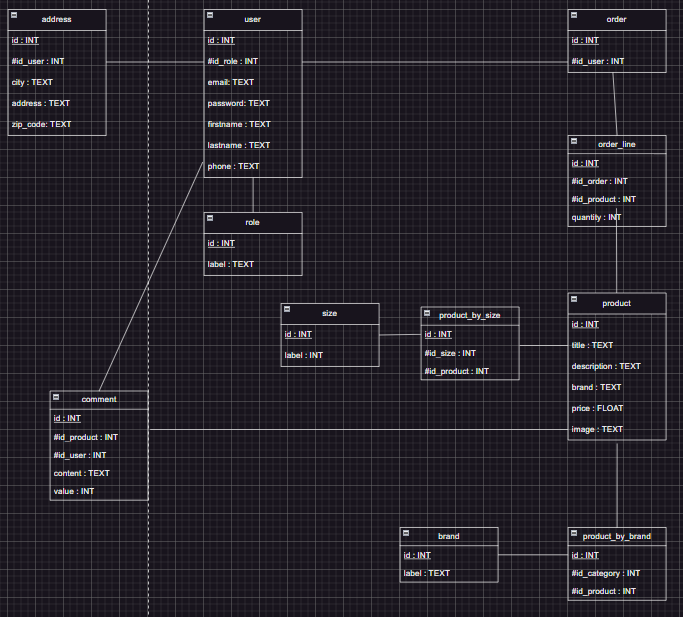 address
id : INT
#id_user : INT
city : TEXT
address : TEXT
zip_code: TEXT
user
id : INT
#id_role : INT
email: TEXT
password: TEXT
firstname : TEXT
lastname : TEXT
phone : TEXT
order
id : INT
#id_user : INT
order_line
id : INT
#id_order : INT
#id_product : INT
quantity : INT
role
id : INT
label : TEXT
size
id : INT
label : INT
product_by_size
id : INT
#id_size : INT
#id_product : INT
product
id : INT
title : TEXT
description : TEXT
brand : TEXT
price : FLOAT
image : TEXT
comment
id : INT
#id_product : INT
#id_user : INT
content : TEXT
value : INT
brand
id : INT
label : TEXT
product_by_brand
id : INT
#id_category : INT
#id_product : INT